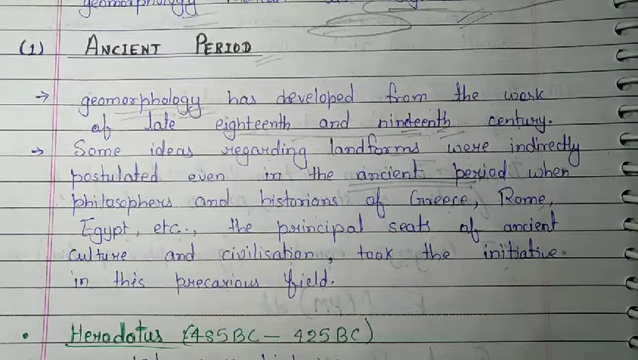 geomorphology
(1) ANCIENT PERIOD
→ geomorphology has developed from the work
of late eighteenth and nineteenth century.
→ Some ideas regarding landforms were indirectly
postulated even in the ancient period when
philosophers and historians of Greece, Rome,
Egypt, etc., the principal seats of ancient
culture and civilisation, took the initiative
in this precarious field.
• Herodotus (485BC - 425BC)